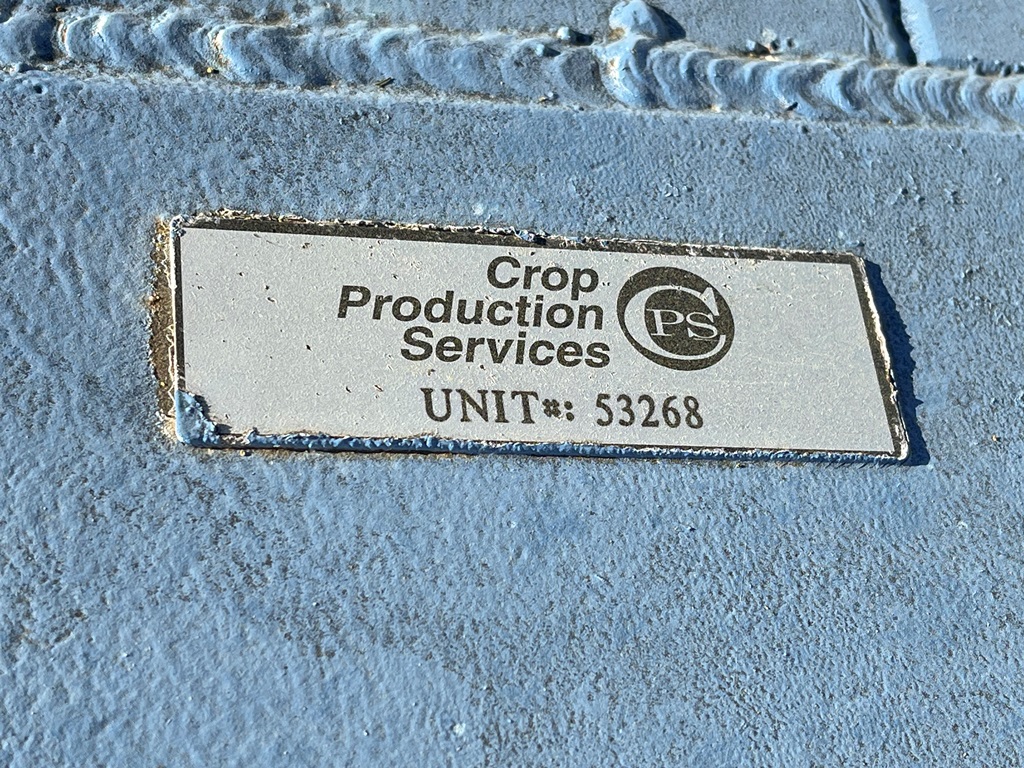 Crop
Production
Services
CPS
UNIT#: 53268